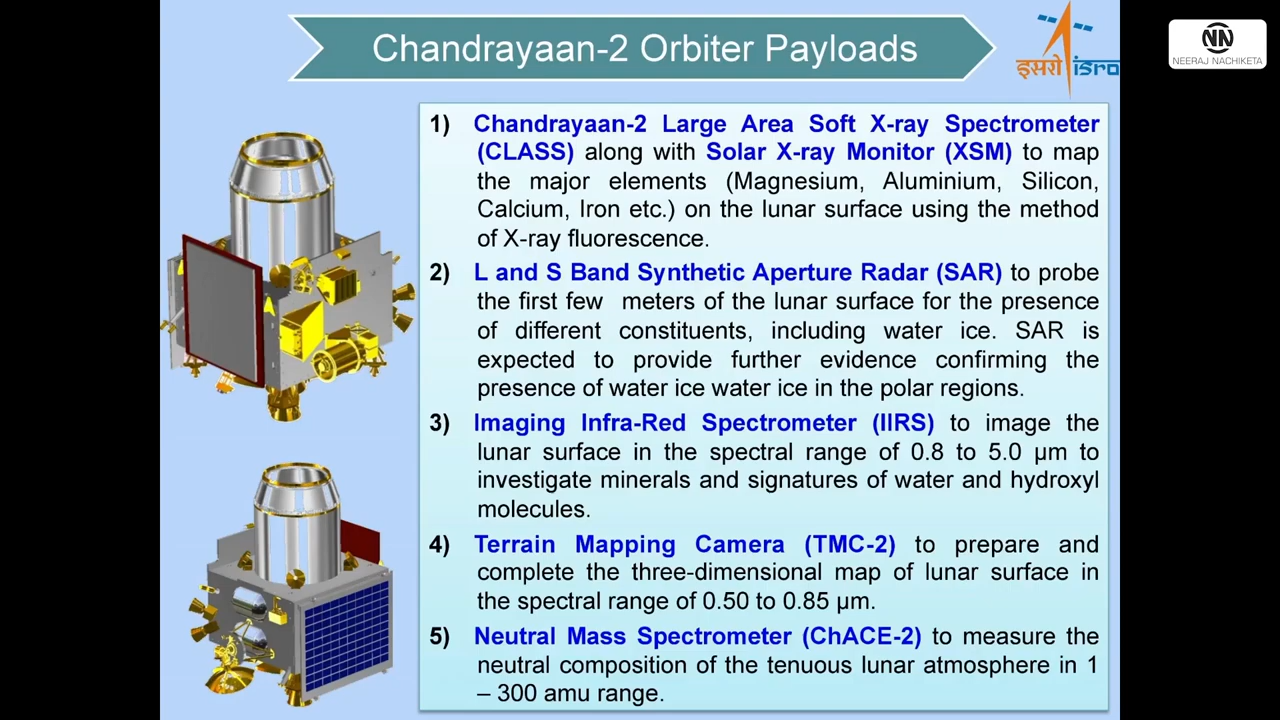 Chandrayaan-2 Orbiter Payloads
इसरो isro
NN
NEERAJ NACHIKETA
1) Chandrayaan-2 Large Area Soft X-ray Spectrometer
(CLASS) along with Solar X-ray Monitor (XSM) to map
the major elements (Magnesium, Aluminium, Silicon,
Calcium, Iron etc.) on the lunar surface using the method
of X-ray fluorescence.
2) L and S Band Synthetic Aperture Radar (SAR) to probe
the first few meters of the lunar surface for the presence
of different constituents, including water ice. SAR is
expected to provide further evidence confirming the
presence of water ice water ice in the polar regions.
3) Imaging Infra-Red Spectrometer (IIRS) to image the
lunar surface in the spectral range of 0.8 to 5.0 µm to
investigate minerals and signatures of water and hydroxyl
molecules.
4) Terrain Mapping Camera (TMC-2) to prepare and
complete the three-dimensional map of lunar surface in
the spectral range of 0.50 to 0.85 µm.
5) Neutral Mass Spectrometer (ChACE-2) to measure the
neutral composition of the tenuous lunar atmosphere in 1
– 300 amu range.